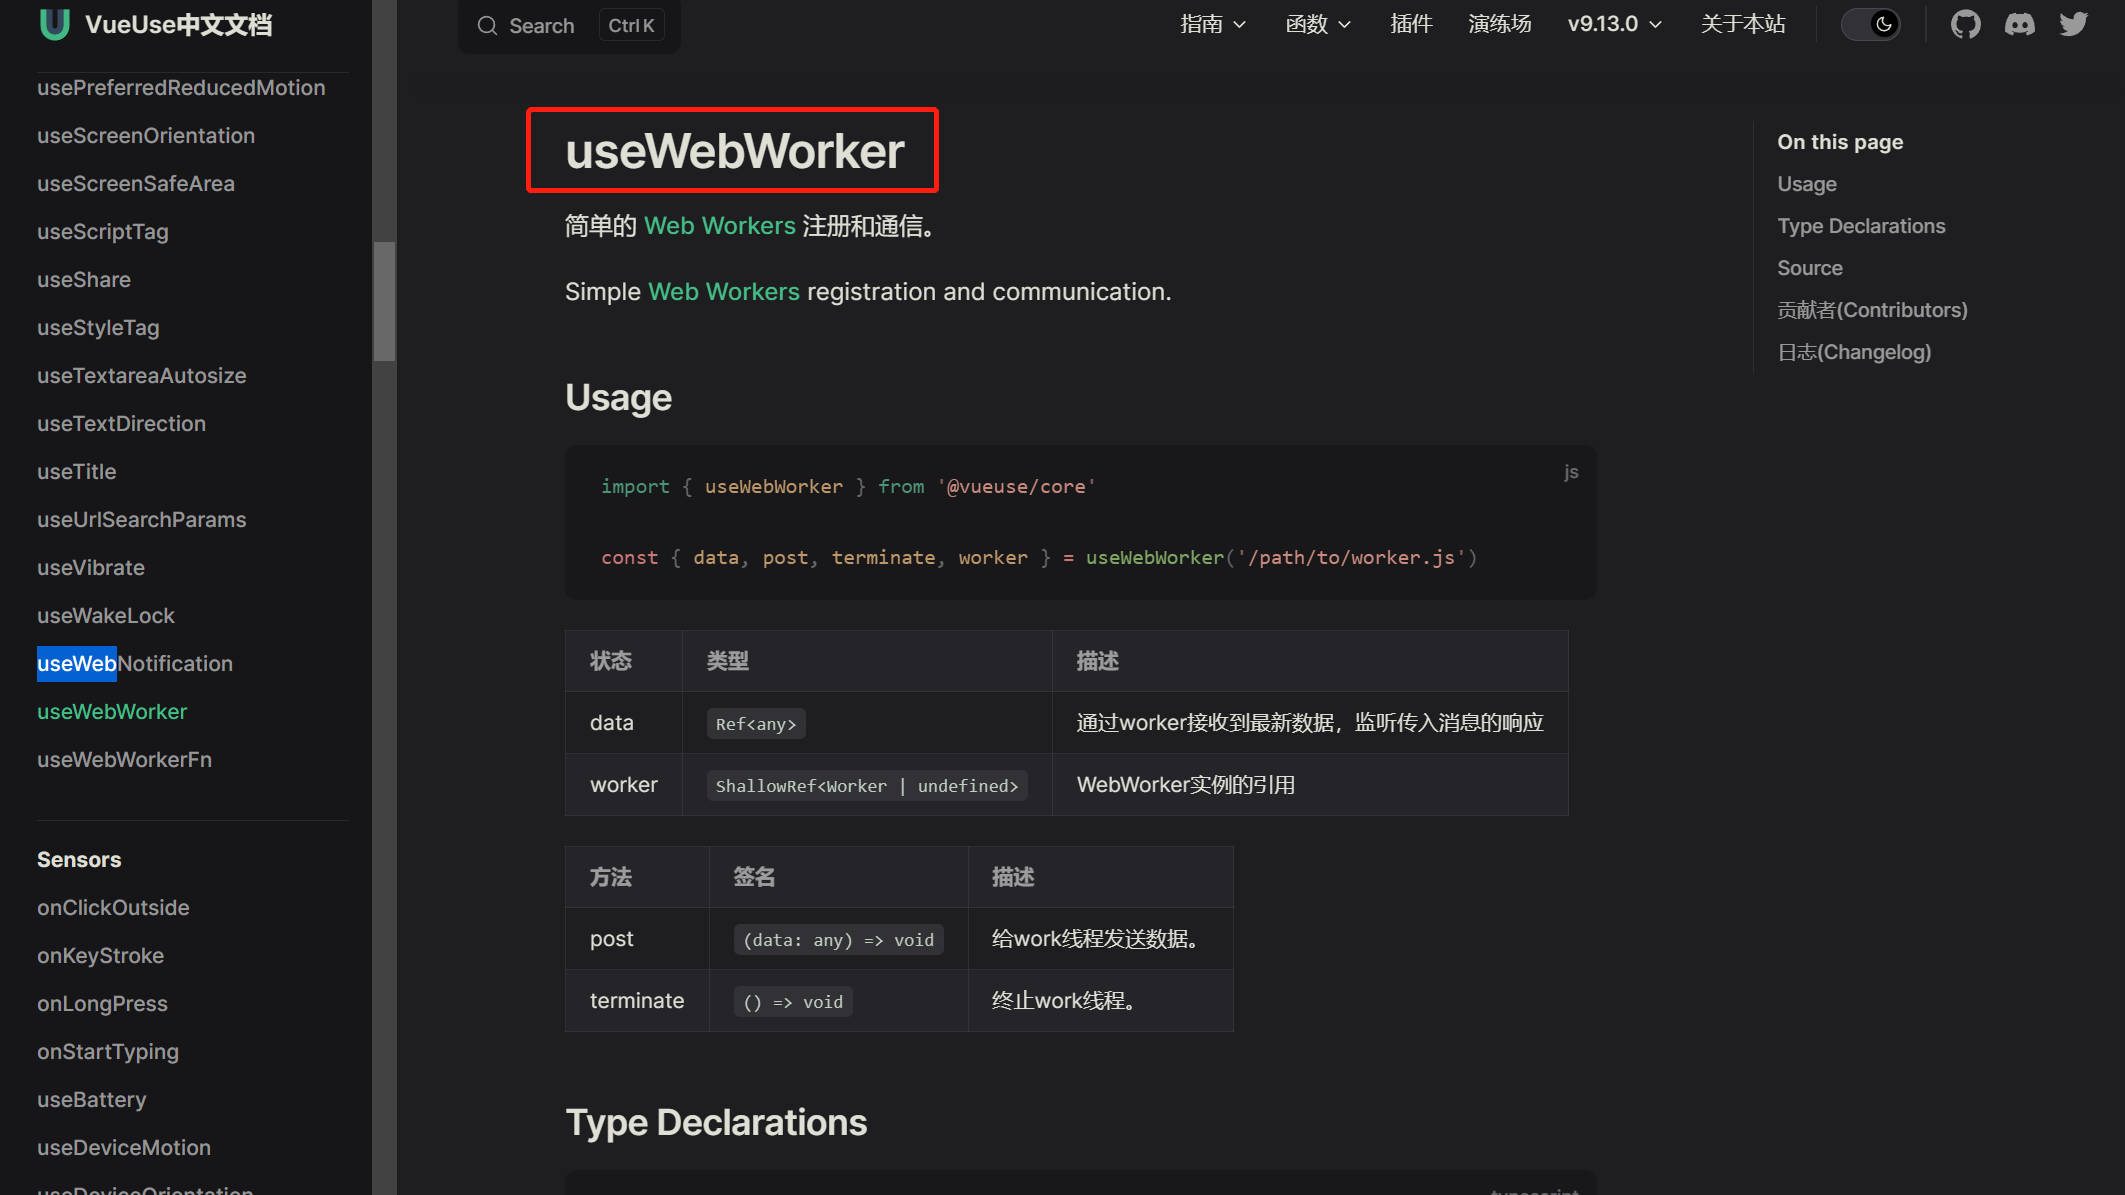 VueUse中文文档
Search
Ctrl K
指南
函数
插件
演练场
v9.13.0
关于本站
usePreferredReducedMotion
useScreenOrientation
useScreenSafeArea
useScriptTag
useShare
useStyleTag
useTextareaAutosize
useTextDirection
useTitle
useUrlSearchParams
useVibrate
useWakeLock
useWebNotification
useWebWorker
useWebWorkerFn
Sensors
onClickOutside
onKeyStroke
onLongPress
onStartTyping
useBattery
useDeviceMotion
useDeviceOrientation
useWebWorker
简单的 Web Workers 注册和通信。
Simple Web Workers registration and communication.
Usage
js
import { useWebWorker } from '@vueuse/core'
const { data, post, terminate, worker } = useWebWorker('/path/to/worker.js')
状态 类型 描述
data Ref<any> 通过worker接收到最新数据，监听传入消息的响应
worker ShallowRef<Worker | undefined> WebWorker实例的引用
方法 签名 描述
post (data: any) => void 给work线程发送数据。
terminate () => void 终止work线程。
Type Declarations
typescript
On this page
Usage
Type Declarations
Source
贡献者(Contributors)
日志(Changelog)